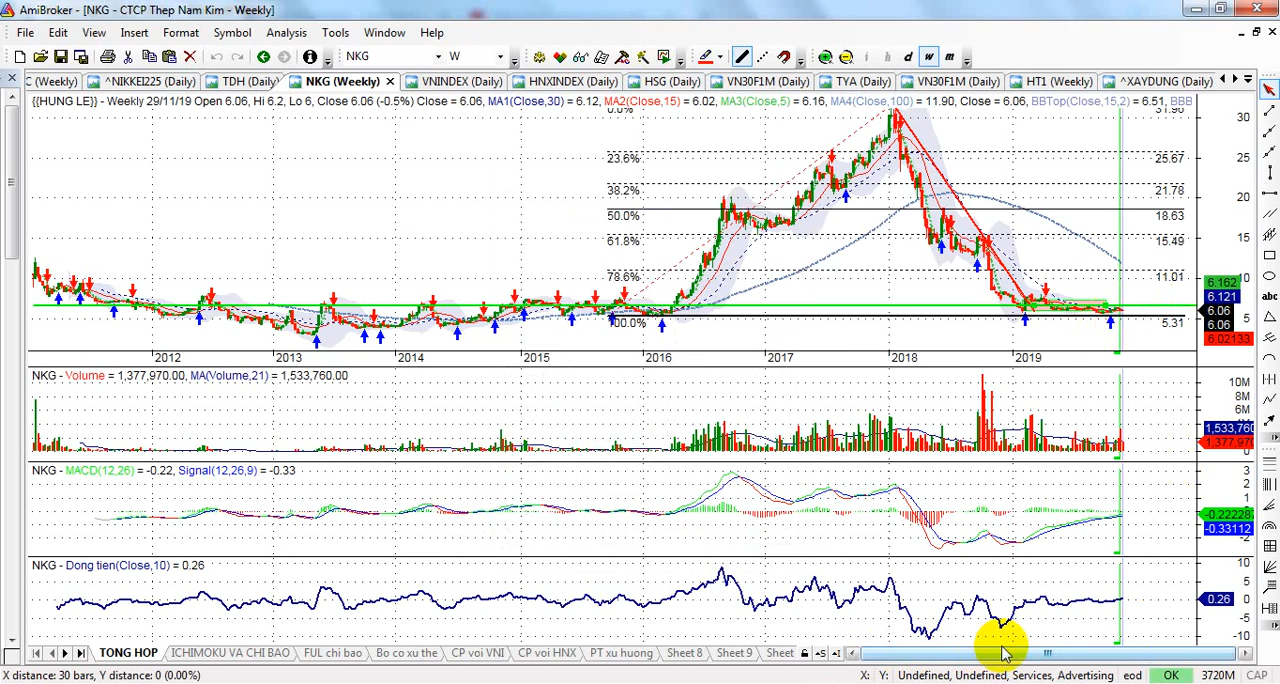 AmiBroker - [NKG - CTCP Thep Nam Kim - Weekly]
File Edit View Insert Format Symbol Analysis Tools Window Help
NKG W i h d w m
C (Weekly) ^NIKKEI225 (Daily) TDH (Daily) NKG (Weekly) VNINDEX (Daily) HNXINDEX (Daily) HSG (Daily) VN30F1M (Daily) TYA (Daily) VN30F1M (Daily) HT1 (Weekly) ^XAYDUNG (Daily)
{{HUNG LE}} - Weekly 29/11/19 Open 6.06, Hi 6.2, Lo 6, Close 6.06 (-0.5%) Close = 6.06, MA1(Close,30) = 6.12, MA2(Close,15) = 6.02, MA3(Close,5) = 6.16, MA4(Close,100) = 11.90, Close = 6.06, BBTop(Close,15,2) = 6.51, BBB
0.0% 31.96
30
23.6% 25.67
25
38.2% 21.78
20
50.0% 18.63
61.8% 15.49
15
78.6% 11.01
10
6.162
6.121
6.06
6.06
100.0% 5.31
5
6.02133
2012 2013 2014 2015 2016 2017 2018 2019
NKG - Volume = 1,377,970.00, MA(Volume,21) = 1,533,760.00
10M
8M
6M
4M
1,533,760
1,377,970
0
NKG - MACD(12,26) = -0.22, Signal(12,26,9) = -0.33
3
2
1
-0.222287
-0.33112
-2
NKG - Dong tien(Close,10) = 0.26
10
5
0.26
0
-5
-10
TONG HOP ICHIMOKU VA CHI BAO FUL chi bao Bo co xu the CP voi VNI CP voi HNX PT xu huong Sheet 8 Sheet 9 Sheet
X distance: 30 bars, Y distance: 0 (0.00%) X: Y: Undefined, Undefined, Services, Advertising eod OK 3720M CAP
abc